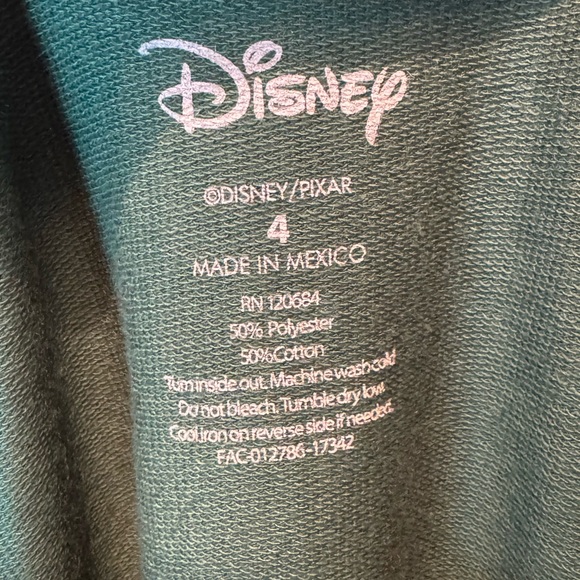 Disney
©DISNEY/PIXAR
4
MADE IN MEXICO
RN 120684
50% Polyester
50%Cotton
Turn inside out. Machine wash cold
Do not bleach. Tumble dry low.
Cool iron on reverse side if needed.
FAC-012786-17342